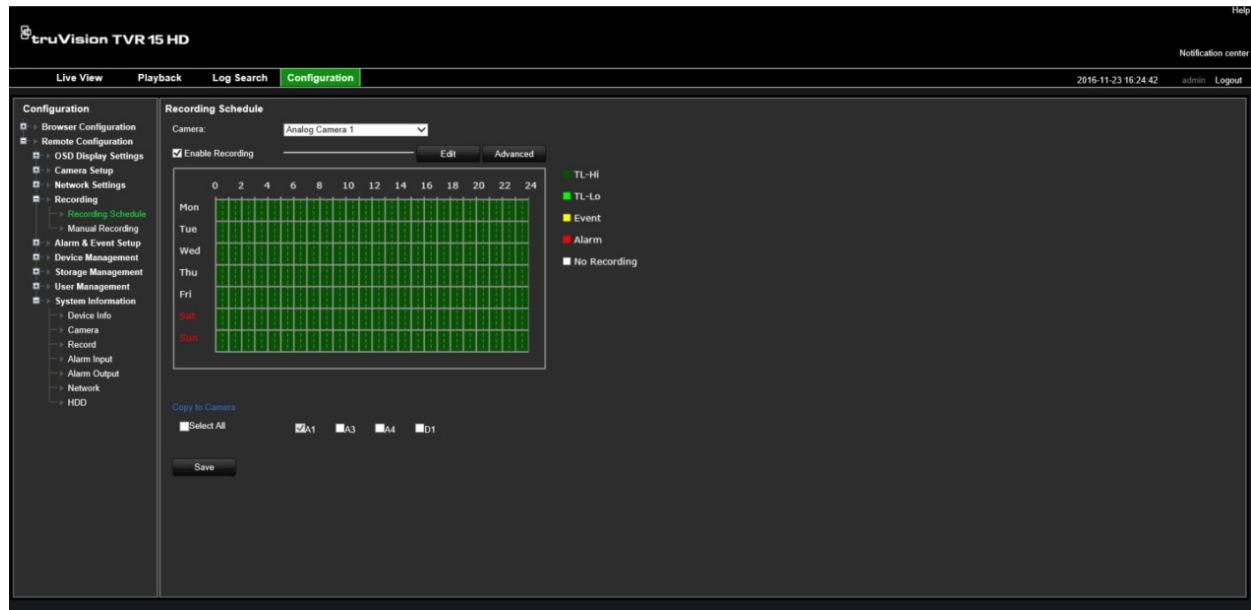 Help
truVision TVR 15 HD
Notification center
Live View Playback Log Search Configuration 2016-11-23 16:24:42 admin Logout
Configuration
Browser Configuration
Remote Configuration
OSD Display Settings
Camera Setup
Network Settings
Recording
Recording Schedule
Manual Recording
Alarm & Event Setup
Device Management
Storage Management
User Management
System Information
Device Info
Camera
Record
Alarm Input
Alarm Output
Network
HDD
Recording Schedule
Camera: Analog Camera 1
Enable Recording Edit Advanced
0 2 4 6 8 10 12 14 16 18 20 22 24
Mon
Tue
Wed
Thu
Fri
Sat
Sun
TL-Hi
TL-Lo
Event
Alarm
No Recording
Copy to Camera
Select All A1 A3 A4 D1
Save